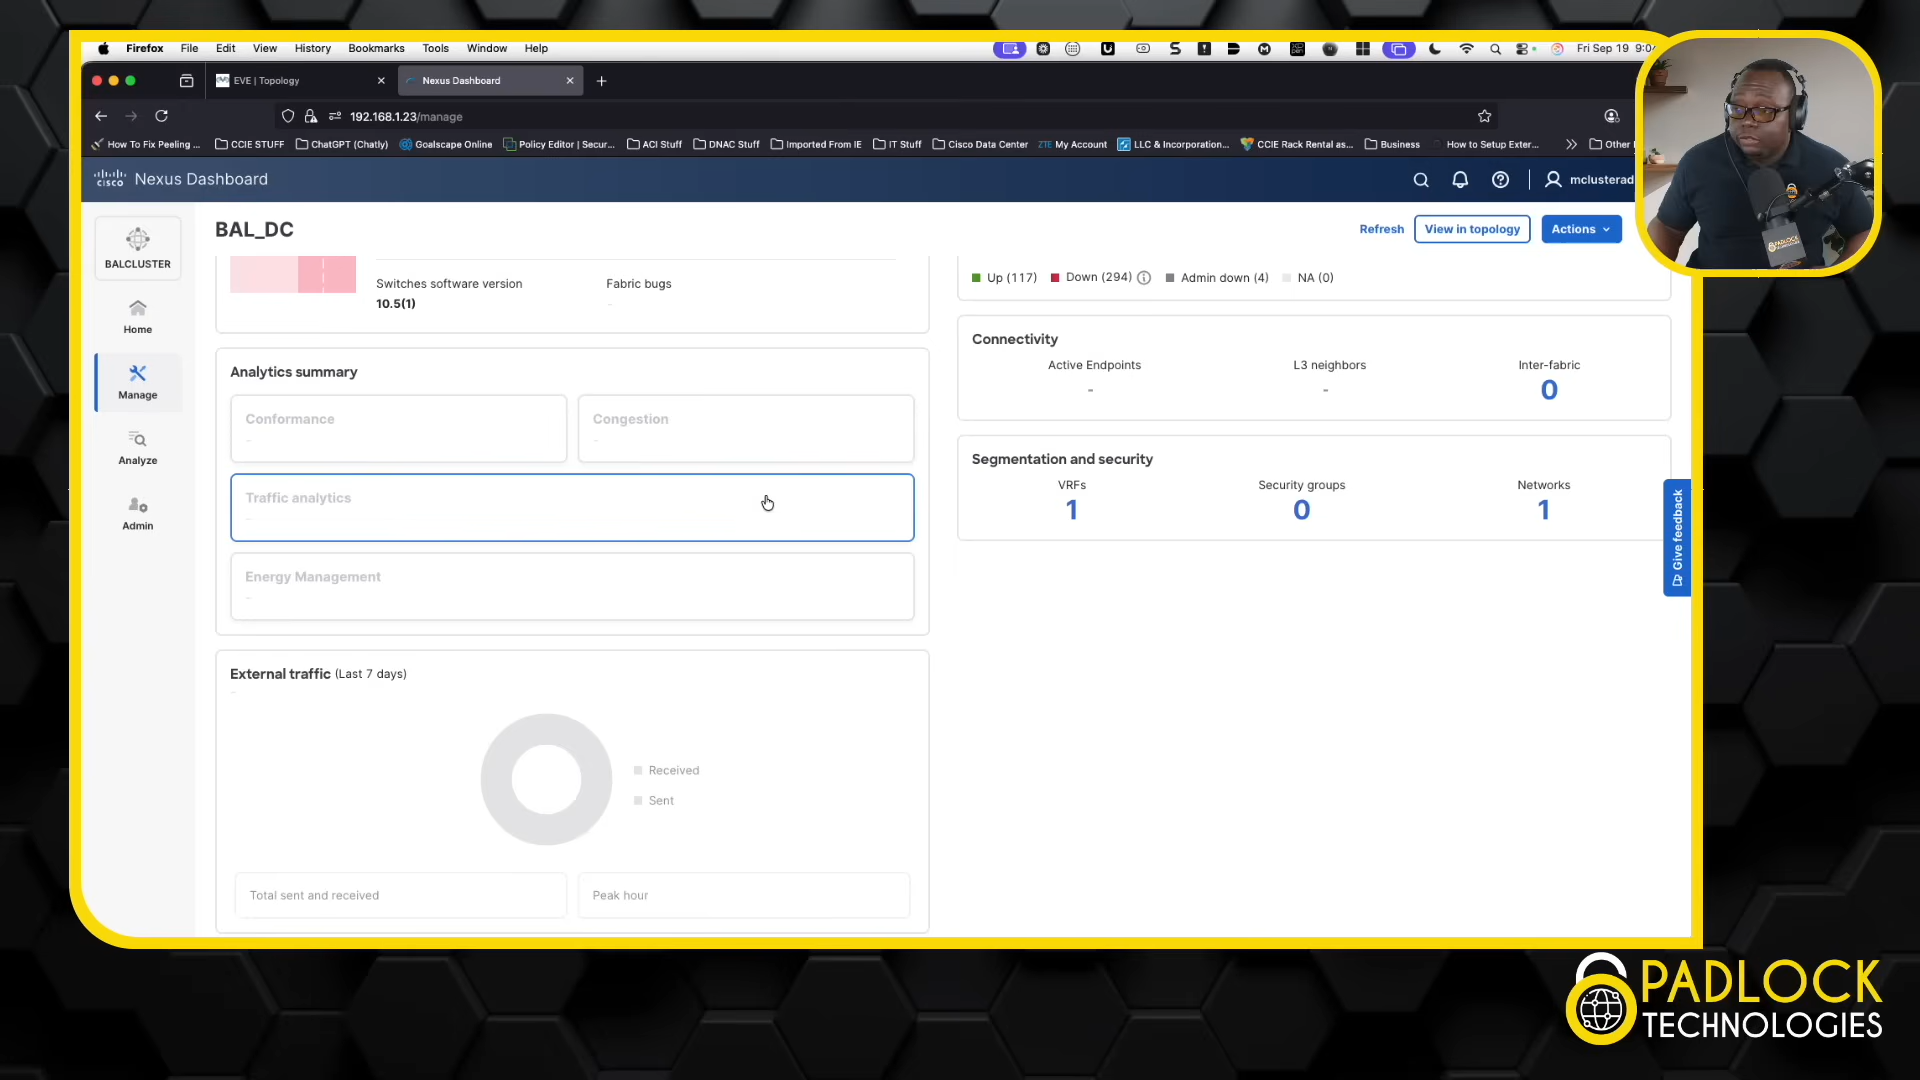 Firefox File Edit View History Bookmarks Tools Window Help
Fri Sep 19 9:0
EVE | Topology
Nexus Dashboard
192.168.1.23/manage
How To Fix Peeling ... CCIE STUFF ChatGPT (Chatly) Goalscape Online Policy Editor | Secur... ACI Stuff DNAC Stuff Imported From IE IT Stuff Cisco Data Center ZTE My Account LLC & Incorporation... CCIE Rack Rental as... Business How to Setup Exter... Other
cisco Nexus Dashboard
mclusterad
BALCLUSTER
Home
Manage
Analyze
Admin
BAL_DC
Refresh View in topology Actions
Switches software version
10.5(1)
Fabric bugs
-
Up (117) Down (294) Admin down (4) NA (0)
Analytics summary
Conformance
-
Congestion
-
Traffic analytics
-
Energy Management
-
Connectivity
Active Endpoints
-
L3 neighbors
-
Inter-fabric
0
Segmentation and security
VRFs
1
Security groups
0
Networks
1
Give feedback
External traffic (Last 7 days)
-
Received
Sent
Total sent and received
Peak hour
PADLOCK
TECHNOLOGIES